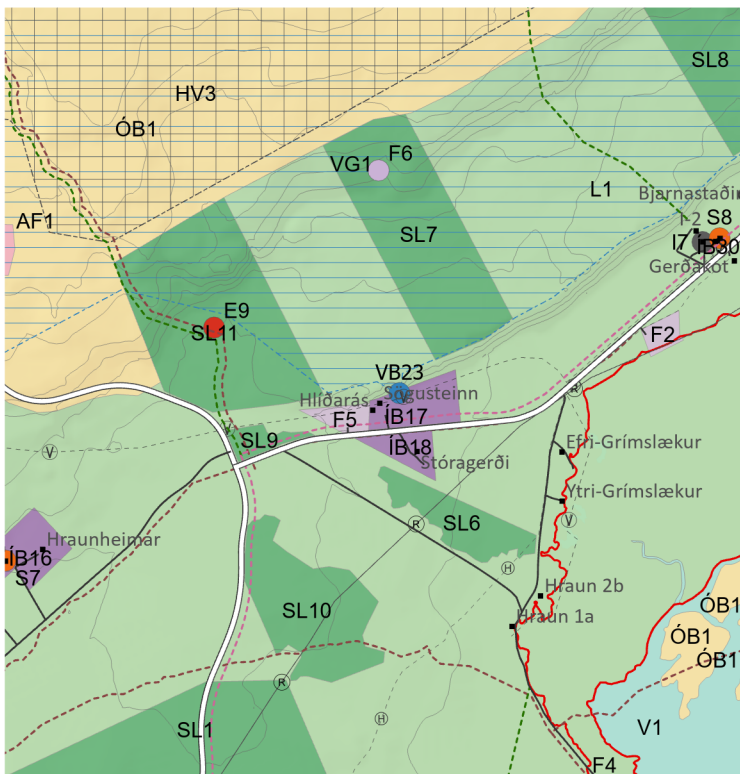 SL8
HV3
ÓB1
F6
VG1
L1
Bjarnastaðir
AF1
S8
SL7
I7
ÍB30
Gerðakot
E9
SL11
F2
VB23
Sögusteinn
Hlíðarás
F5
ÍB17
V
SL9
ÍB18
Efri-Grímslækur
V
Stóragerði
R
R
Ytri-Grímslækur
SL6
V
Hraunheimar
ÍB16
S7
H
Hraun 2b
SL10
Hraun 1a
ÓB1
ÓB1
ÓB1
R
H
SL1
V1
F4